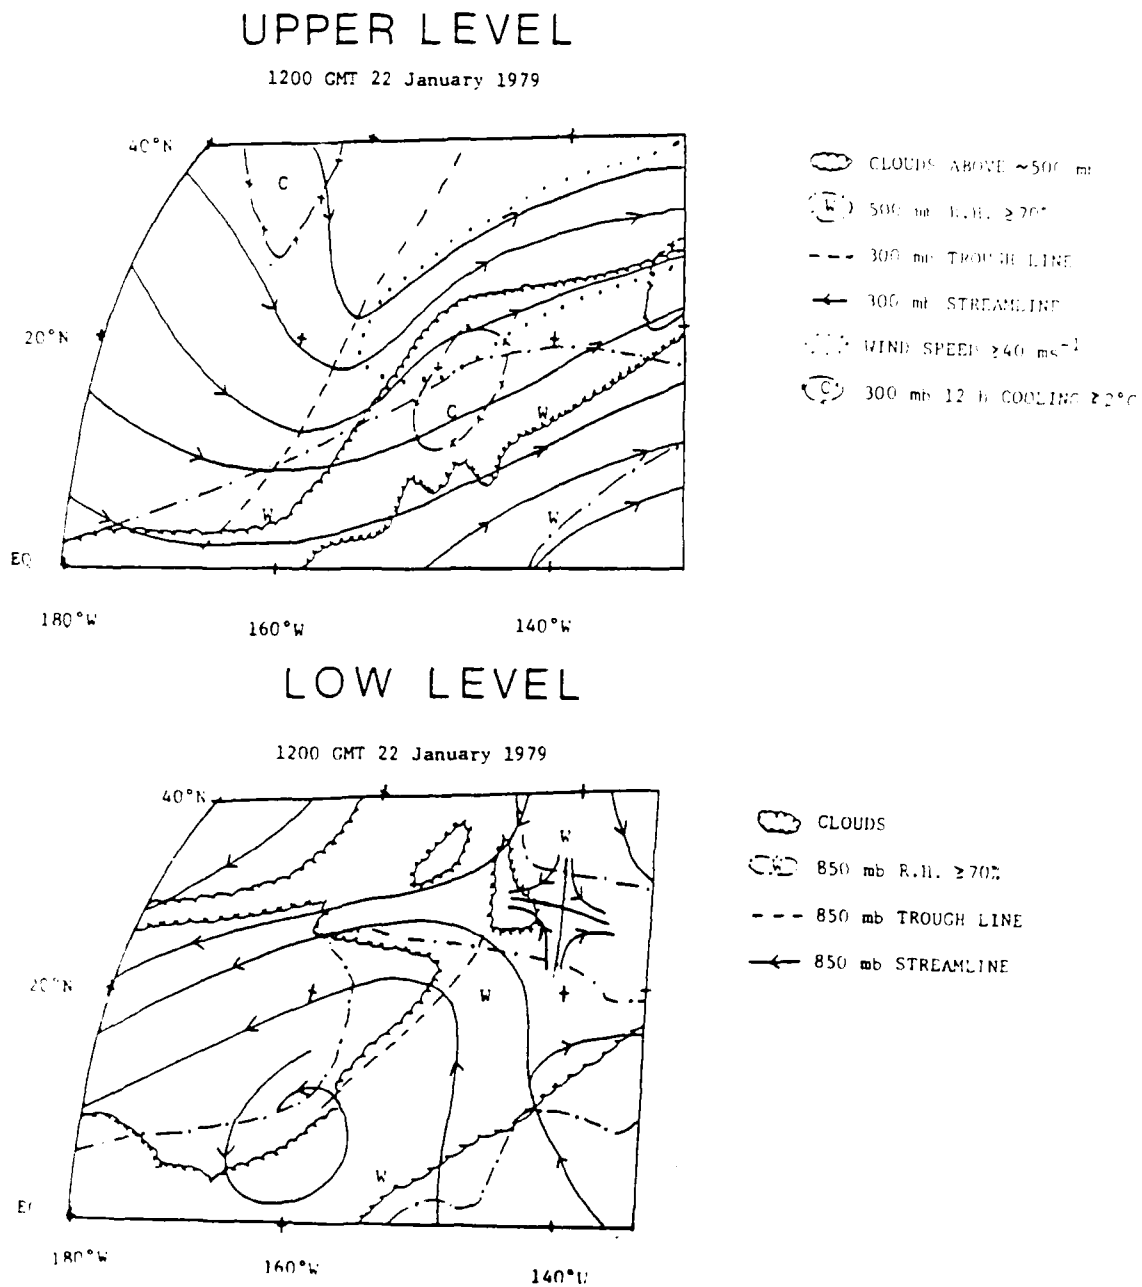 UPPER LEVEL
1200 GMT 22 January 1979
40°N
C
CLOUDS ABOVE ~500
W
500 mb R.H. ≥70
300 mb TROUGH LINE
300 mb STREAMLINE
20°N
WIND SPEED ≥40 ms-1
C
300 mb 12 h COOLING ≥2°C
C
W
W
W
EQ
180°W
160°W
140°W
LOW LEVEL
1200 GMT 22 January 1979
40°N
W
CLOUDS
W
850 mb R.H. ≥70%
850 mb TROUGH LINE
850 mb STREAMLINE
20°N
W
W
180°W
160°W